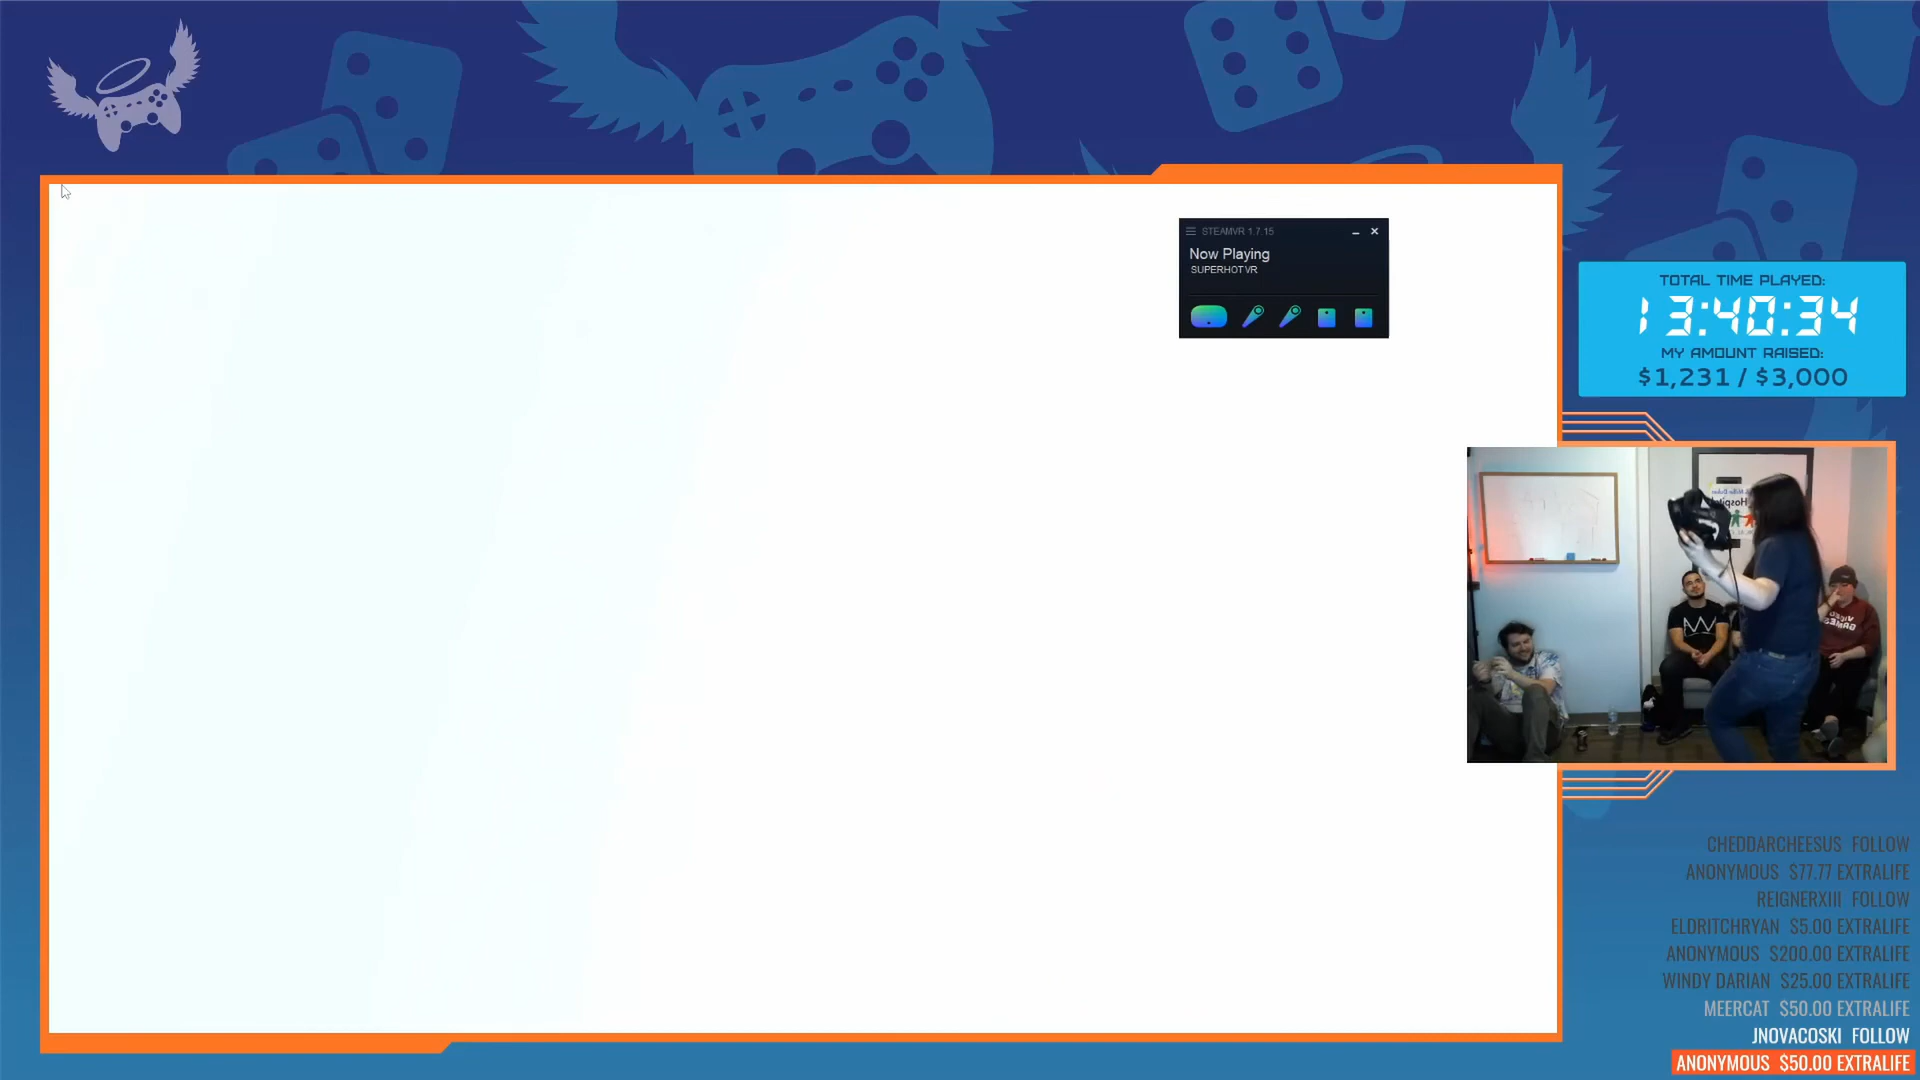 STEAMVR 1.7.15
Now Playing
SUPERHOT VR
TOTAL TIME PLAYED:
13:40:34
MY AMOUNT RAISED:
$1,231 / $3,000
CHEDDARCHEESUS FOLLOW
ANONYMOUS $77.77 EXTRALIFE
REIGNERXIII FOLLOW
ELDRITCHRYAN $5.00 EXTRALIFE
ANONYMOUS $200.00 EXTRALIFE
WINDY DARIAN $25.00 EXTRALIFE
MEERCAT $50.00 EXTRALIFE
JNOVACOSKI FOLLOW
ANONYMOUS $50.00 EXTRALIFE